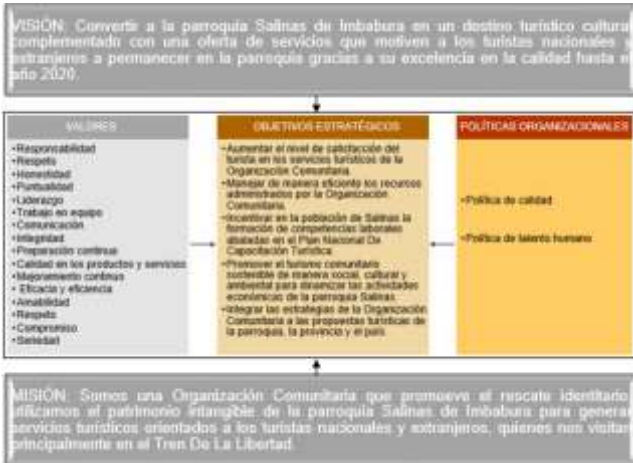 VISIÓN: Convertir a la parroquia Salinas de Imbabura en un destino turístico cultural
complementado con una oferta de servicios que motiven a los turistas nacionales y
extranjeros a permanecer en la parroquia gracias a su excelencia en la calidad hasta el
año 2020.
VALORES
•Responsabilidad
•Respeto
•Honestidad
•Puntualidad
•Liderazgo
•Trabajo en equipo
•Comunicación
•Integridad
•Preparación continua
•Calidad en los productos y servicios
•Mejoramiento continuo
• Eficacia y eficiencia
•Amabilidad
•Respeto
•Compromiso
•Seriedad
OBJETIVOS ESTRATÉGICOS
•Aumentar el nivel de satisfacción del
turista en los servicios turísticos de la
Organización Comunitaria.
•Manejar de manera eficiente los recursos
administrados por la Organización
Comunitaria.
•Incentivar en la población de Salinas la
formación de competencias laborales
abaladas en el Plan Nacional De
Capacitación Turística.
•Promover el turismo comunitario
sostenible de manera social, cultural y
ambiental para dinamizar las actividades
económicas de la parroquia Salinas.
•Integrar las estrategias de la Organización
Comunitaria a las propuestas turísticas de
la parroquia, la provincia y el país.
POLÍTICAS ORGANIZACIONALES
•Política de calidad
•Política de talento humano
MISIÓN: Somos una Organización Comunitaria que promueve el rescate identitario,
utilizamos el patrimonio intangible de la parroquia Salinas de Imbabura para generar
servicios turísticos orientados a los turistas nacionales y extranjeros, quienes nos visitan
principalmente en el Tren De La Libertad.